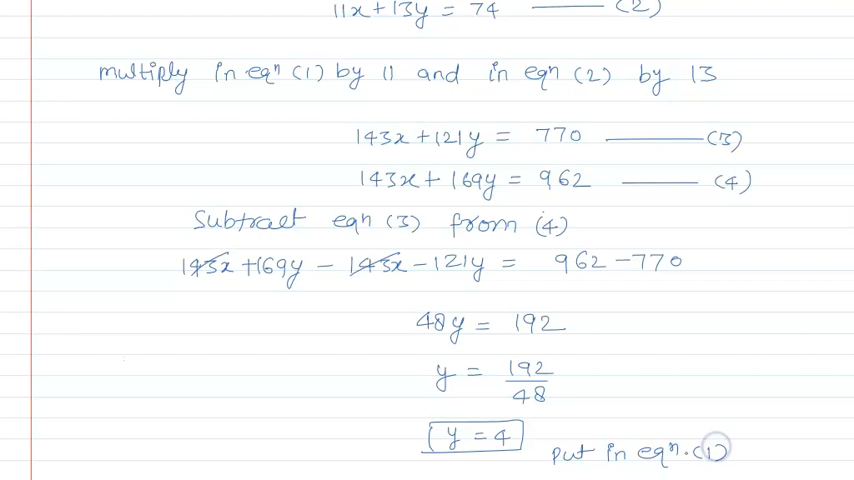 11x+13y = 74 ——— (2)
multiply in eqⁿ (1) by 11 and in eqⁿ (2) by 13
143x+121y = 770 ——— (3)
143x+169y = 962 ——— (4)
Subtract eqⁿ (3) from (4)
143x+169y - 143x - 121y = 962 - 770
48y = 192
y = 192/48
y = 4
put in eqⁿ. (1)